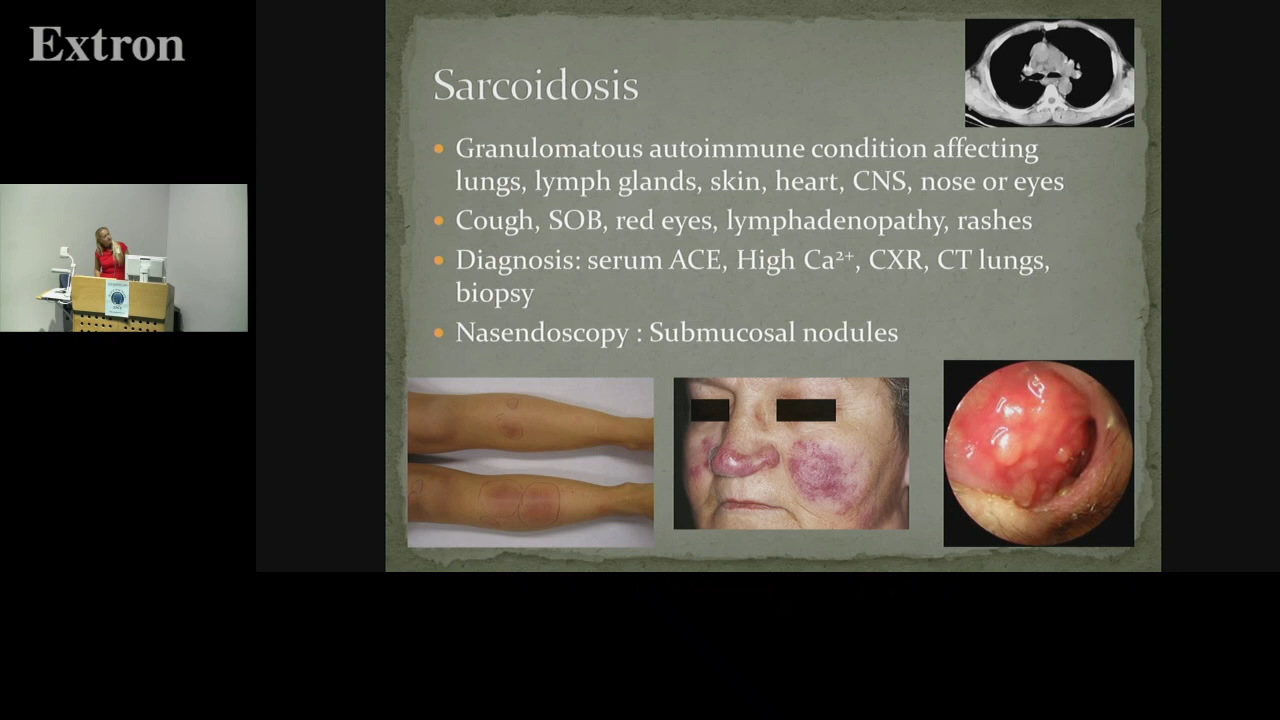 Extron
Sarcoidosis
• Granulomatous autoimmune condition affecting
lungs, lymph glands, skin, heart, CNS, nose or eyes
• Cough, SOB, red eyes, lymphadenopathy, rashes
• Diagnosis: serum ACE, High Ca²⁺, CXR, CT lungs,
biopsy
• Nasendoscopy : Submucosal nodules